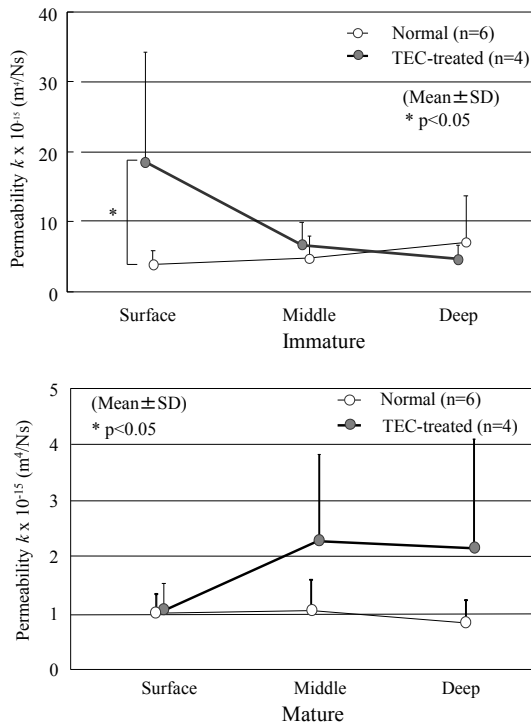 40
Normal (n=6)
TEC-treated (n=4)
30
(Mean±SD)
* p<0.05
20
*
10
0
Permeability k x 10⁻¹⁵ (m⁴/Ns)
Surface Middle Deep
Immature
5
(Mean±SD)
* p<0.05
Normal (n=6)
TEC-treated (n=4)
4
3
2
1
0
Permeability k x 10⁻¹⁵ (m⁴/Ns)
Surface Middle Deep
Mature